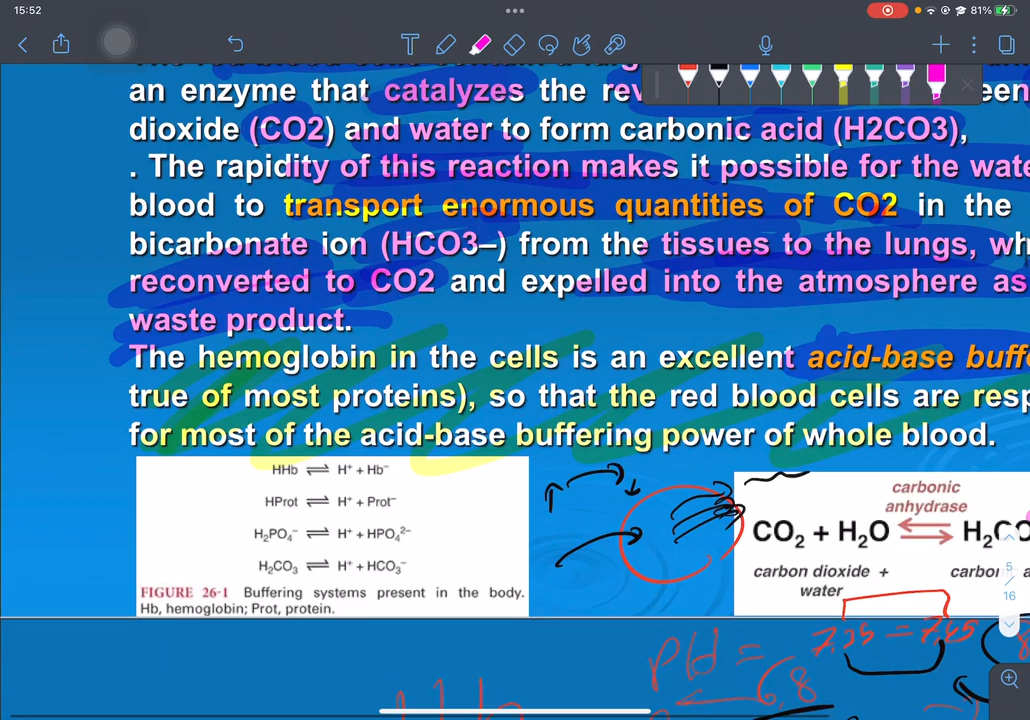 15:52
81%
an enzyme that catalyzes the rev een
dioxide (CO2) and water to form carbonic acid (H2CO3),
. The rapidity of this reaction makes it possible for the wate
blood to transport enormous quantities of CO2 in the
bicarbonate ion (HCO3–) from the tissues to the lungs, wh
reconverted to CO2 and expelled into the atmosphere as
waste product.
The hemoglobin in the cells is an excellent acid-base buffe
true of most proteins), so that the red blood cells are resp
for most of the acid-base buffering power of whole blood.
HHb ⇌ H⁺ + Hb⁻
HProt ⇌ H⁺ + Prot⁻
H₂PO₄⁻ ⇌ H⁺ + HPO₄²⁻
H₂CO₃ ⇌ H⁺ + HCO₃⁻
FIGURE 26-1 Buffering systems present in the body.
Hb, hemoglobin; Prot, protein.
carbonic
anhydrase
CO₂ + H₂O ⇌ H₂CO
carbon dioxide + carbo a
water
5
16
PH = 7.35 = 7.45
6.8